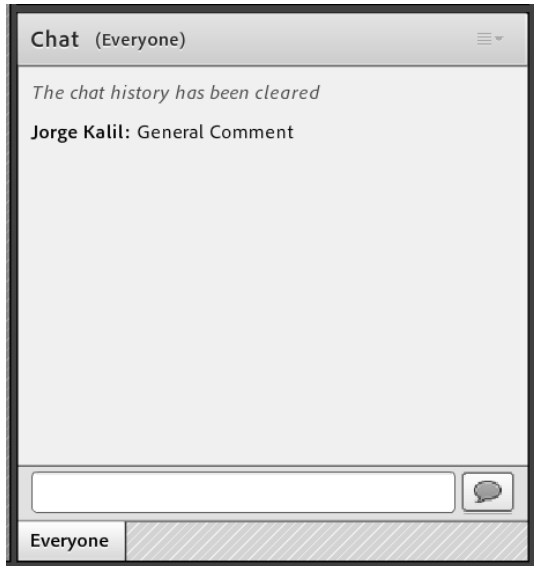 Chat (Everyone)
The chat history has been cleared
Jorge Kalil: General Comment
Everyone